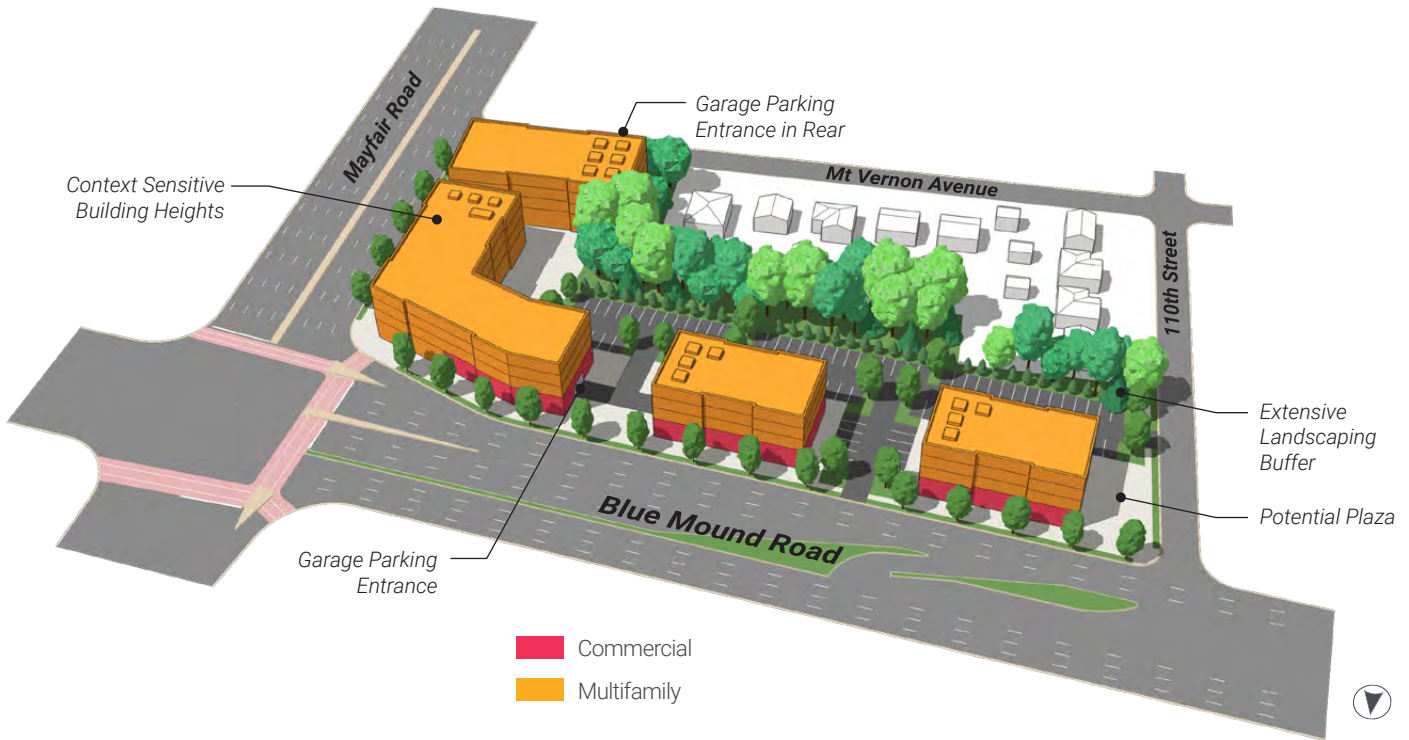 Garage Parking
Entrance in Rear
Mayfair Road
Mt Vernon Avenue
Context Sensitive
Building Heights
110th Street
Extensive
Landscaping
Buffer
Potential Plaza
Blue Mound Road
Garage Parking
Entrance
Commercial
Multifamily